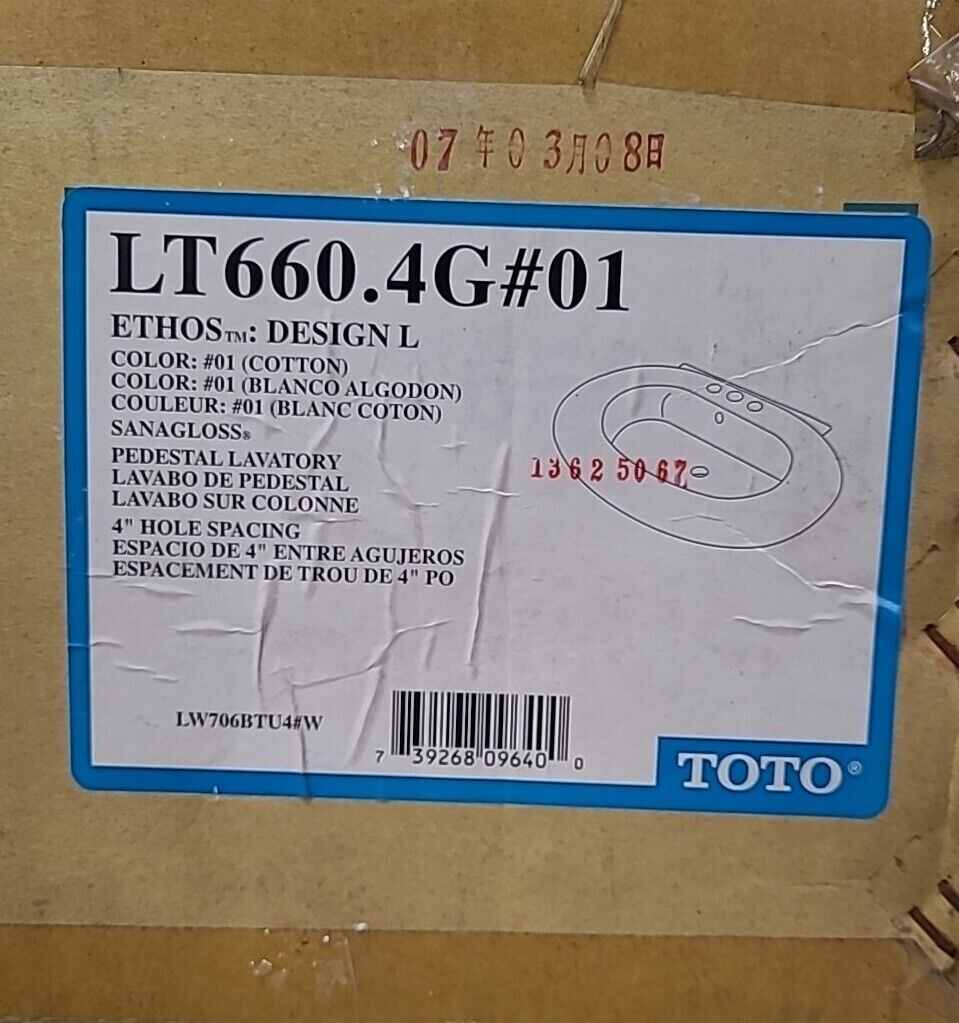 07年03月08日
LT660.4G#01
ETHOS™: DESIGN L
COLOR: #01 (COTTON)
COLOR: #01 (BLANCO ALGODON)
COULEUR: #01 (BLANC COTON)
SANAGLOSS®
PEDESTAL LAVATORY
LAVABO DE PEDESTAL
LAVABO SUR COLONNE
13625067
4" HOLE SPACING
ESPACIO DE 4" ENTRE AGUJEROS
ESPACEMENT DE TROU DE 4" PO
LW706BTU4#W
7 39268 09640 0
TOTO®